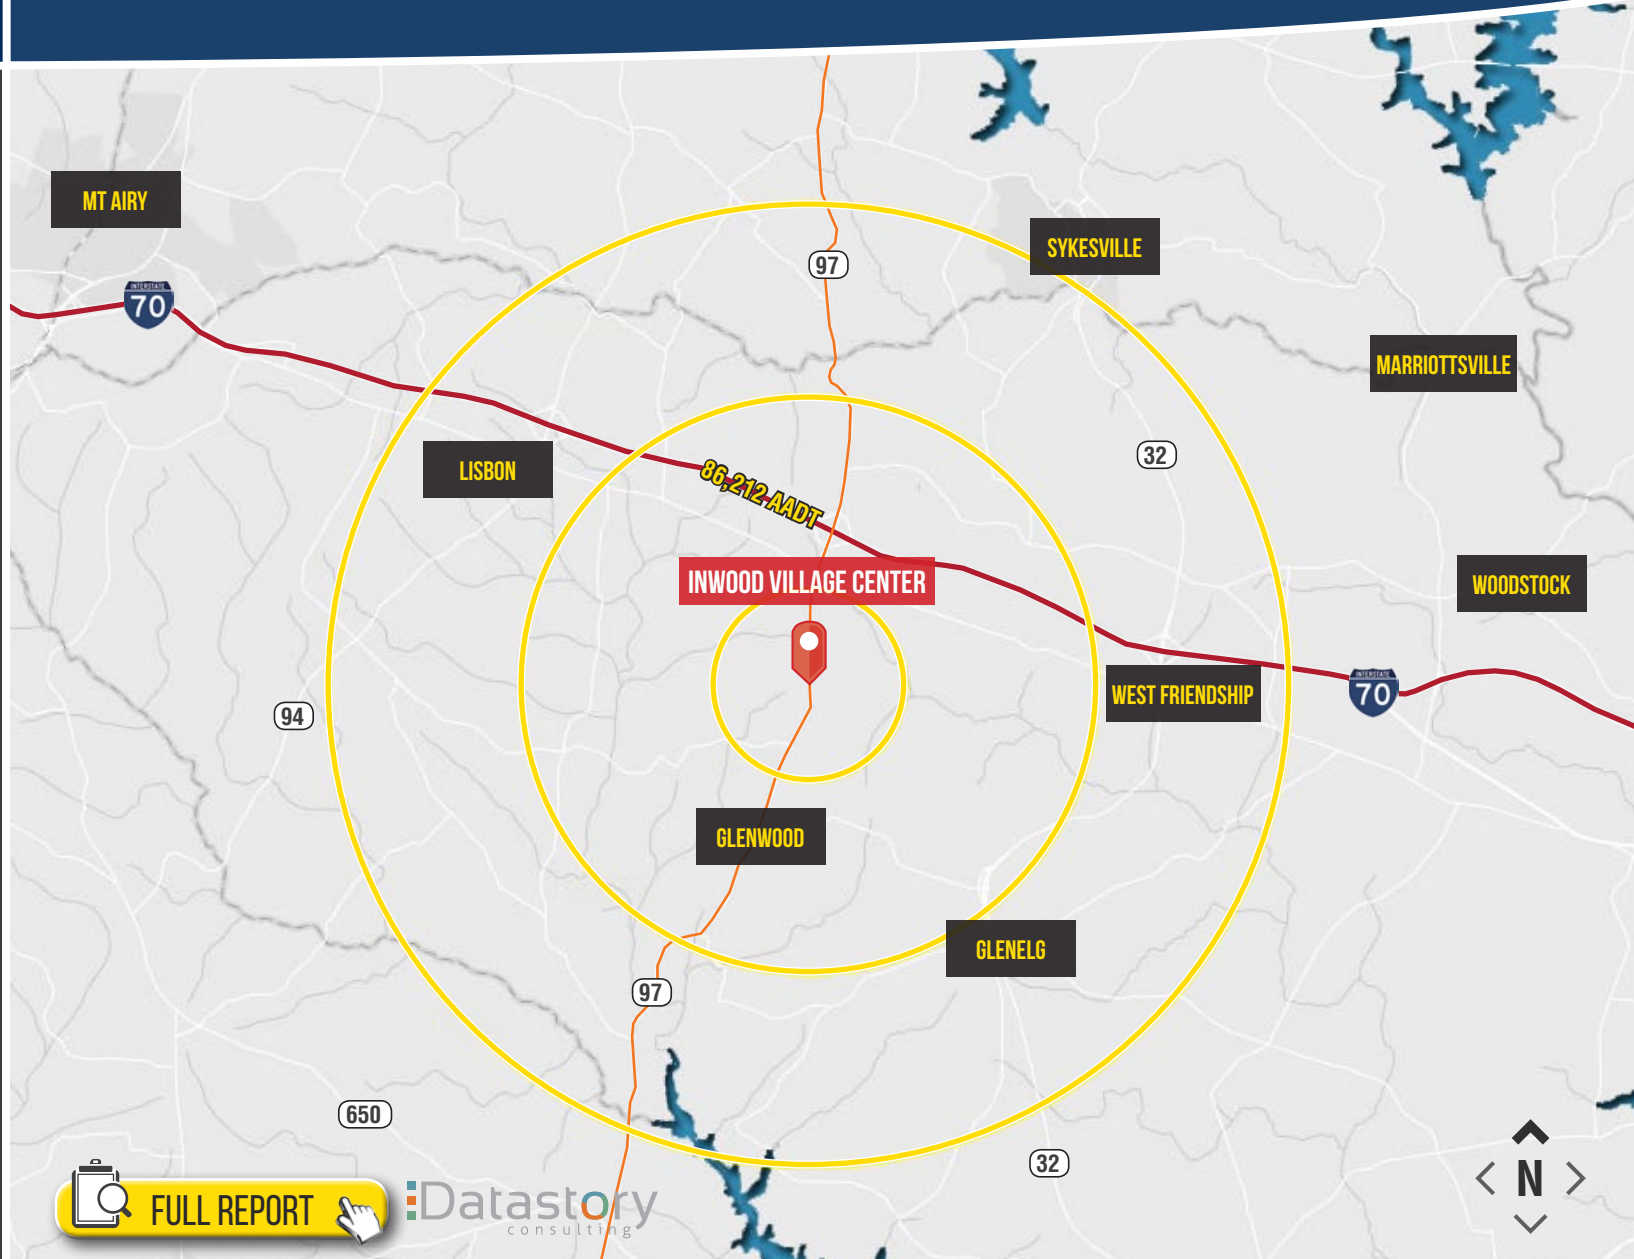 MT AIRY
SYKESVILLE
97
INTERSTATE
70
MARRIOTTSVILLE
32
LISBON
86,212 AADT
INWOOD VILLAGE CENTER
WOODSTOCK
WEST FRIENDSHIP
INTERSTATE
70
94
GLENWOOD
GLENELG
97
650
32
N
FULL REPORT
Datastory
consulting